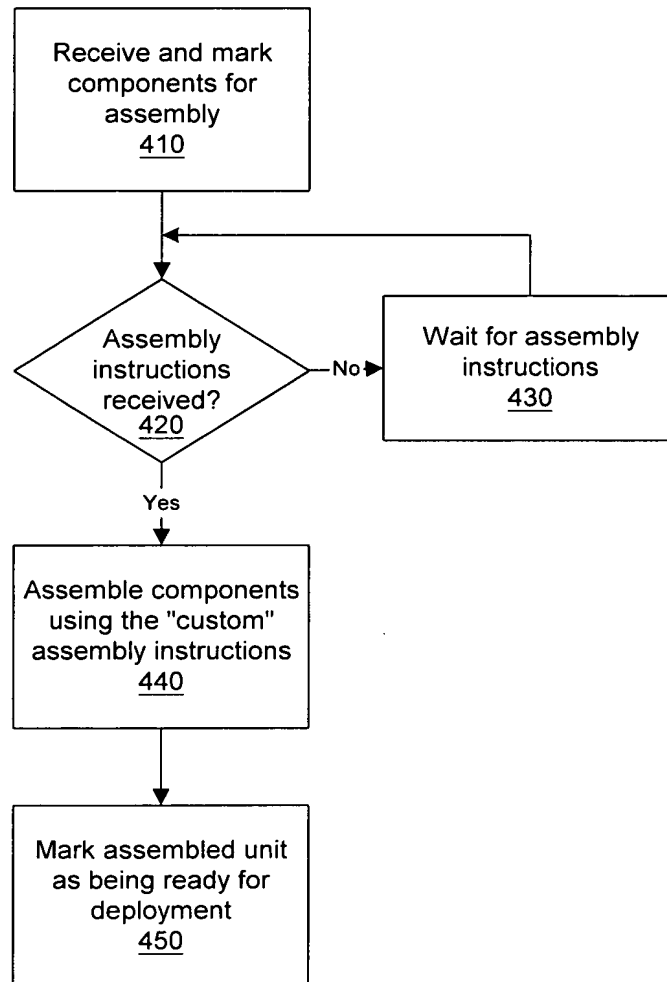 Receive and mark
components for
assembly
410
Assembly
instructions
received?
420
No
Wait for assembly
instructions
430
Yes
Assemble components
using the "custom"
assembly instructions
440
Mark assembled unit
as being ready for
deployment
450